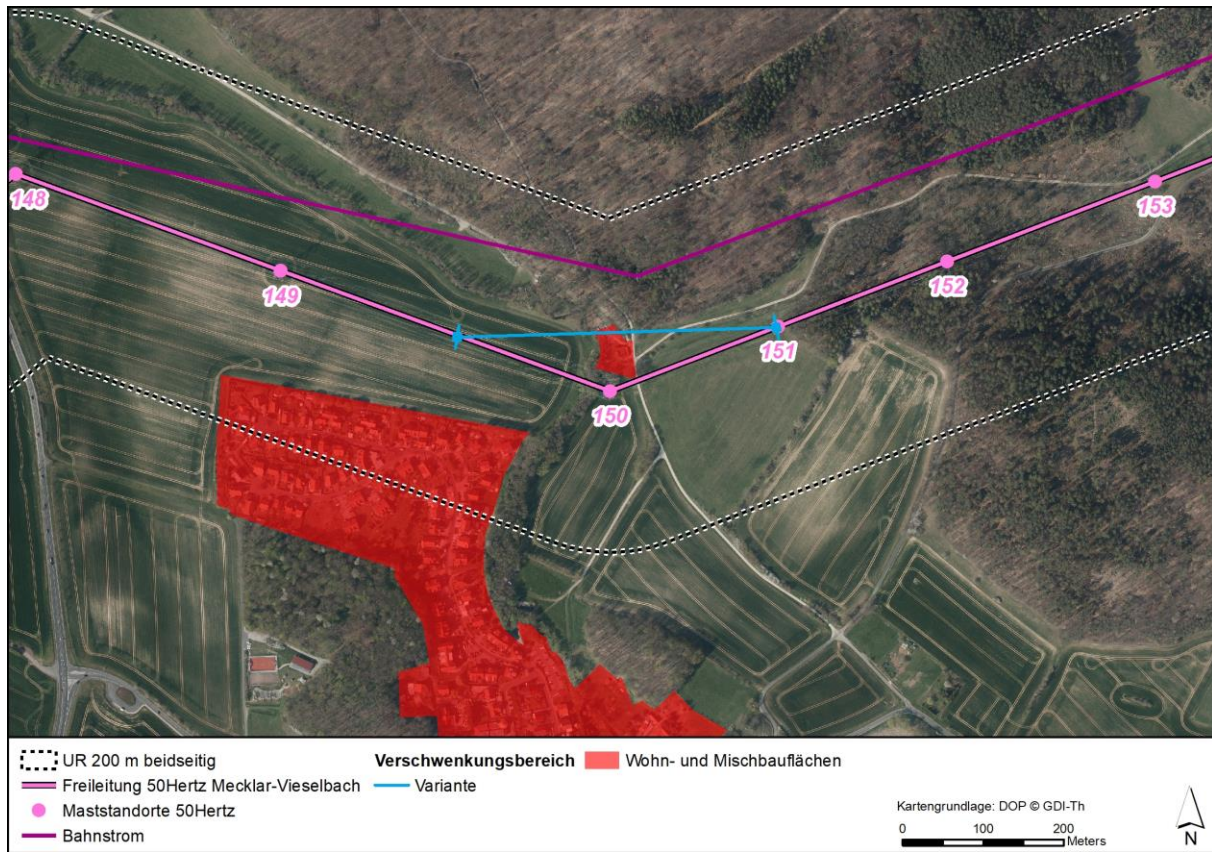 148
149
150
151
152
153
UR 200 m beidseitig
Verschwenkungsbereich
Wohn- und Mischbauflächen
Freileitung 50Hertz Mecklar-Vieselbach
Variante
Maststandorte 50Hertz
Bahnstrom
Kartengrundlage: DOP © GDI-Th
0 100 200
Meters
N